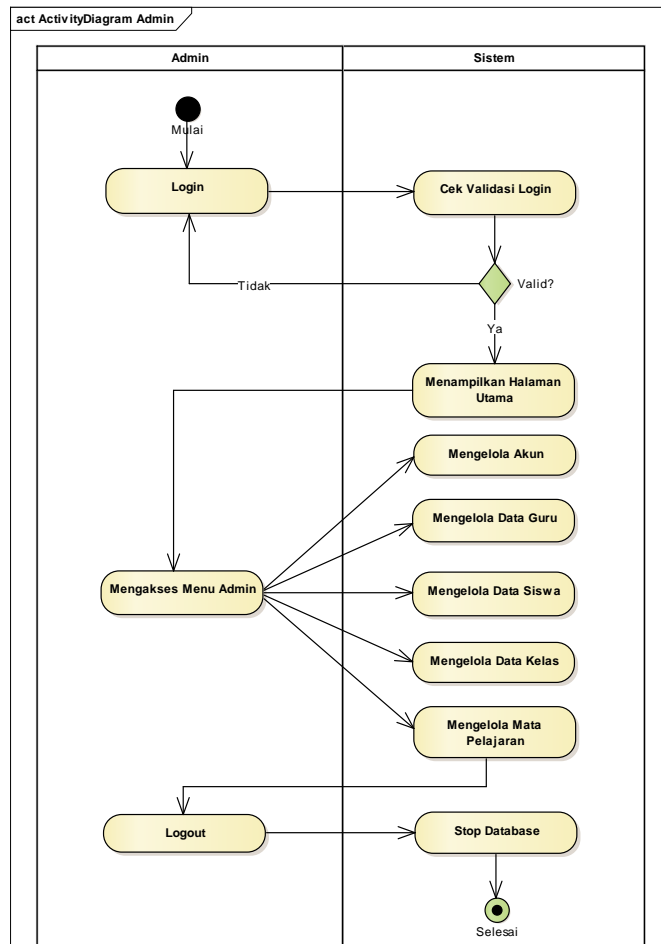 act ActivityDiagram Admin
Admin
Sistem
Mulai
Login
Cek Validasi Login
Tidak
Valid?
Ya
Menampilkan Halaman
Utama
Mengelola Akun
Mengelola Data Guru
Mengakses Menu Admin
Mengelola Data Siswa
Mengelola Data Kelas
Mengelola Mata
Pelajaran
Logout
Stop Database
Selesai